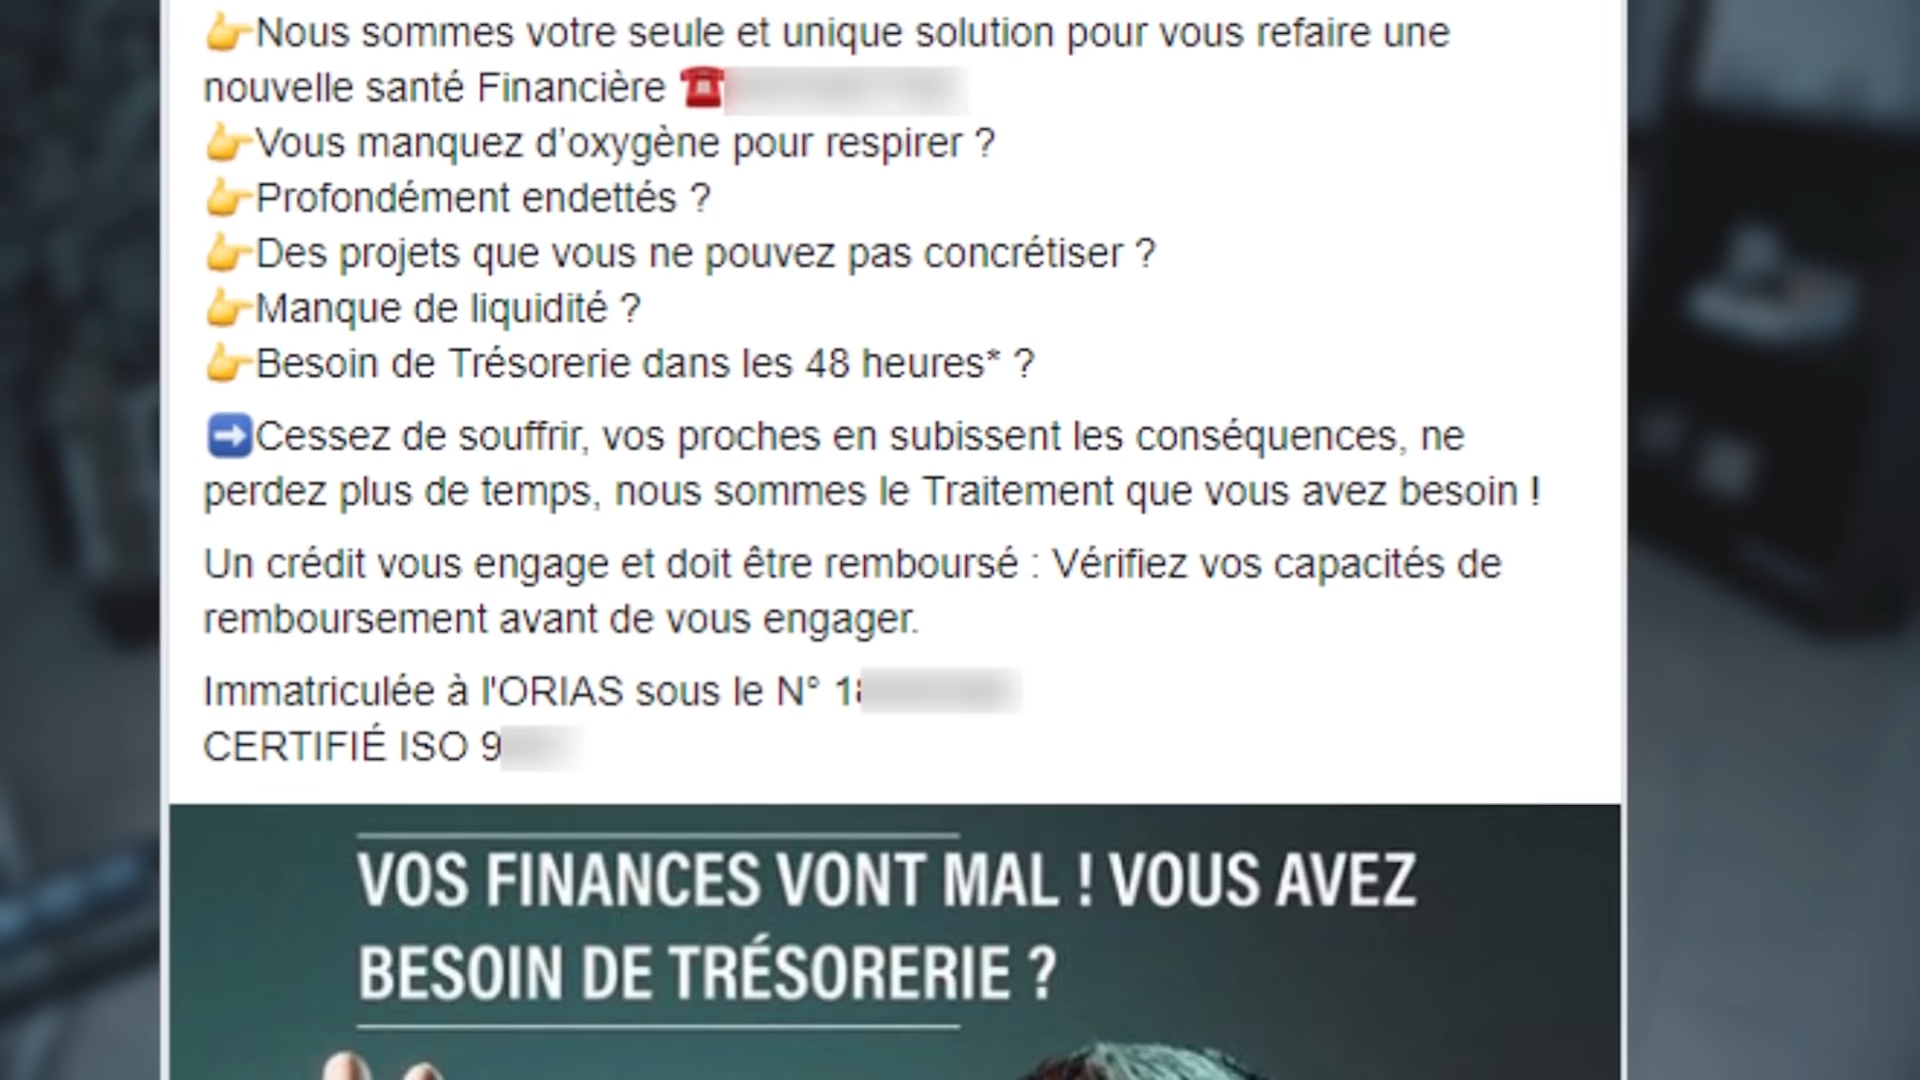 👉Nous sommes votre seule et unique solution pour vous refaire une
nouvelle santé Financière ☎️
👉Vous manquez d'oxygène pour respirer ?
👉Profondément endettés ?
👉Des projets que vous ne pouvez pas concrétiser ?
👉Manque de liquidité ?
👉Besoin de Trésorerie dans les 48 heures* ?
➡️Cessez de souffrir, vos proches en subissent les conséquences, ne
perdez plus de temps, nous sommes le Traitement que vous avez besoin !
Un crédit vous engage et doit être remboursé : Vérifiez vos capacités de
remboursement avant de vous engager.
Immatriculée à l'ORIAS sous le N°
CERTIFIÉ ISO 9
VOS FINANCES VONT MAL ! VOUS AVEZ
BESOIN DE TRÉSORERIE ?